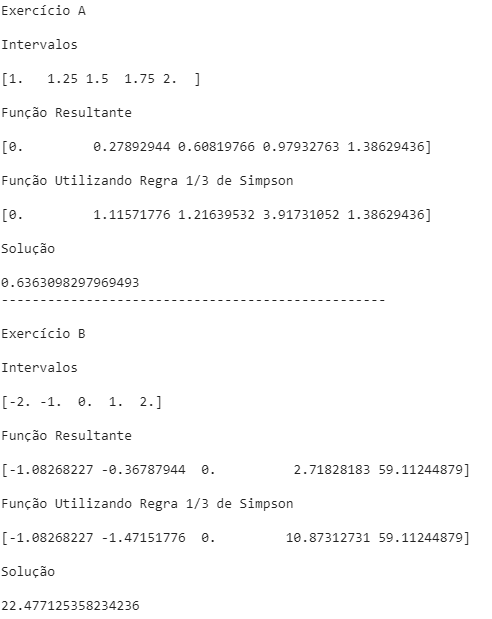 Exercício A
Intervalos
[1.   1.25 1.5  1.75 2.  ]
Função Resultante
[0.         0.27892944 0.60819766 0.97932763 1.38629436]
Função Utilizando Regra 1/3 de Simpson
[0.         1.11571776 1.21639532 3.91731052 1.38629436]
Solução
0.6363098297969493
--------------------------------------------------
Exercício B
Intervalos
[-2. -1.  0.  1.  2.]
Função Resultante
[-1.08268227 -0.36787944  0.          2.71828183 59.11244879]
Função Utilizando Regra 1/3 de Simpson
[-1.08268227 -1.47151776  0.         10.87312731 59.11244879]
Solução
22.477125358234236